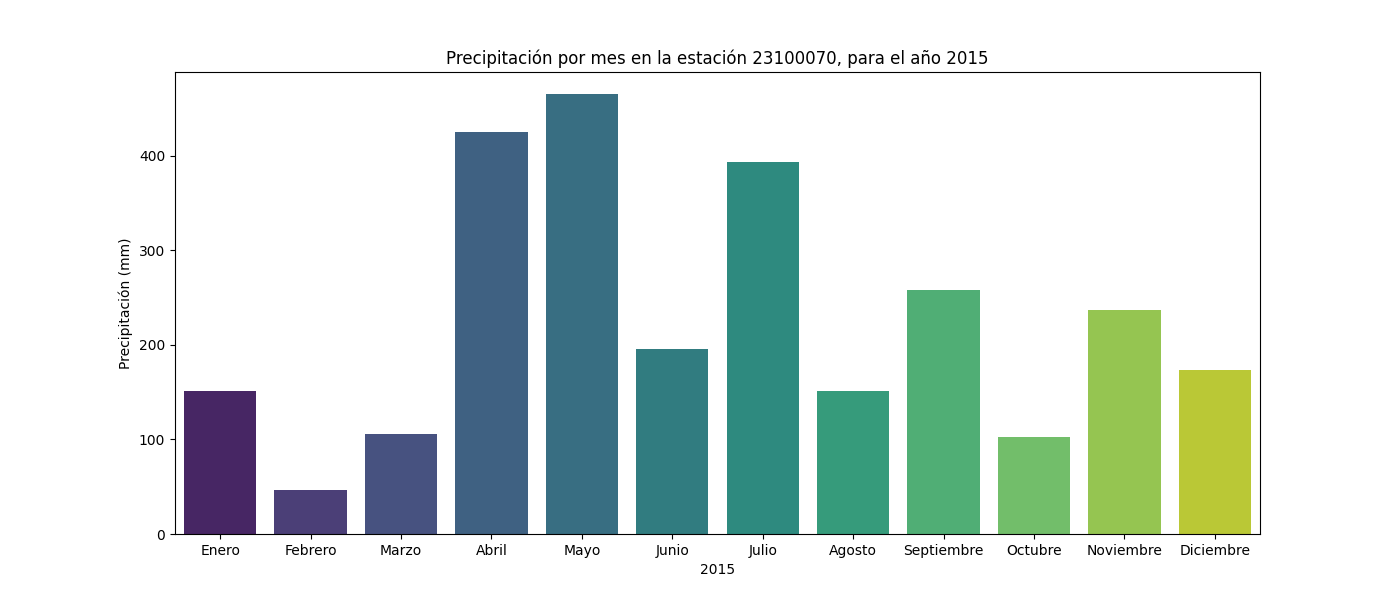 Precipitación por mes en la estación 23100070, para el año 2015
Precipitación (mm)
400
300
200
100
0
Enero Febrero Marzo Abril Mayo Junio Julio Agosto Septiembre Octubre Noviembre Diciembre
2015